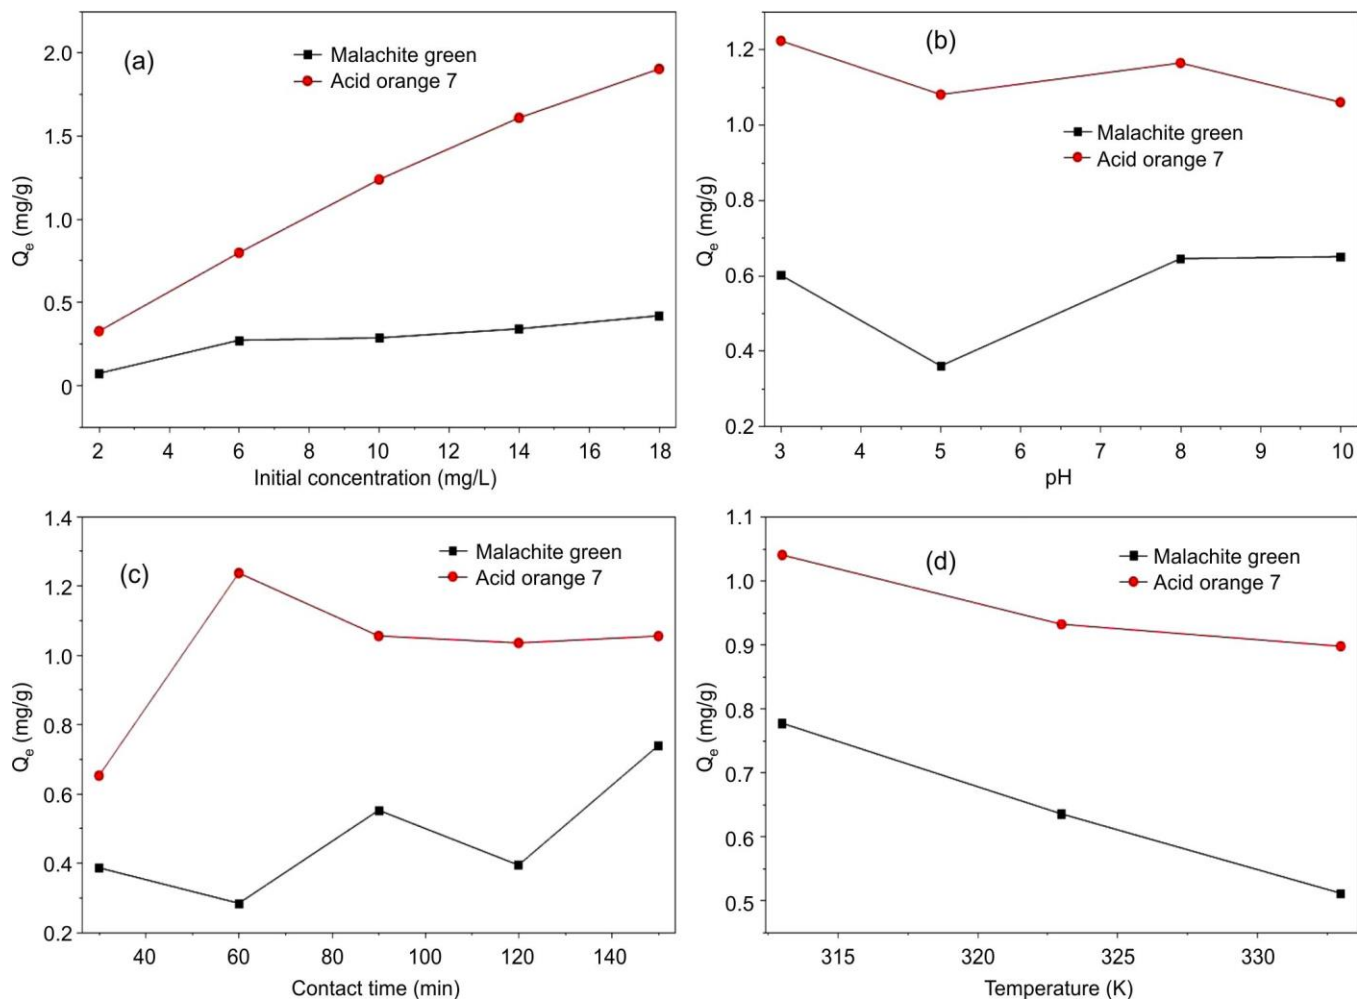 (a)
Malachite green
Acid orange 7
2.0
1.5
1.0
0.5
0
Qe (mg/g)
2 4 6 8 10 12 14 16 18
Initial concentration (mg/L)
(b)
Malachite green
Acid orange 7
1.2
1.0
0.8
0.6
0.4
0.2
Qe (mg/g)
3 4 5 6 7 8 9 10
pH
(c)
Malachite green
Acid orange 7
1.4
1.2
1.0
0.8
0.6
0.4
0.2
Qe (mg/g)
40 60 80 100 120 140
Contact time (min)
(d)
Malachite green
Acid orange 7
1.1
1.0
0.9
0.8
0.7
0.6
0.5
Qe (mg/g)
315 320 325 330
Temperature (K)